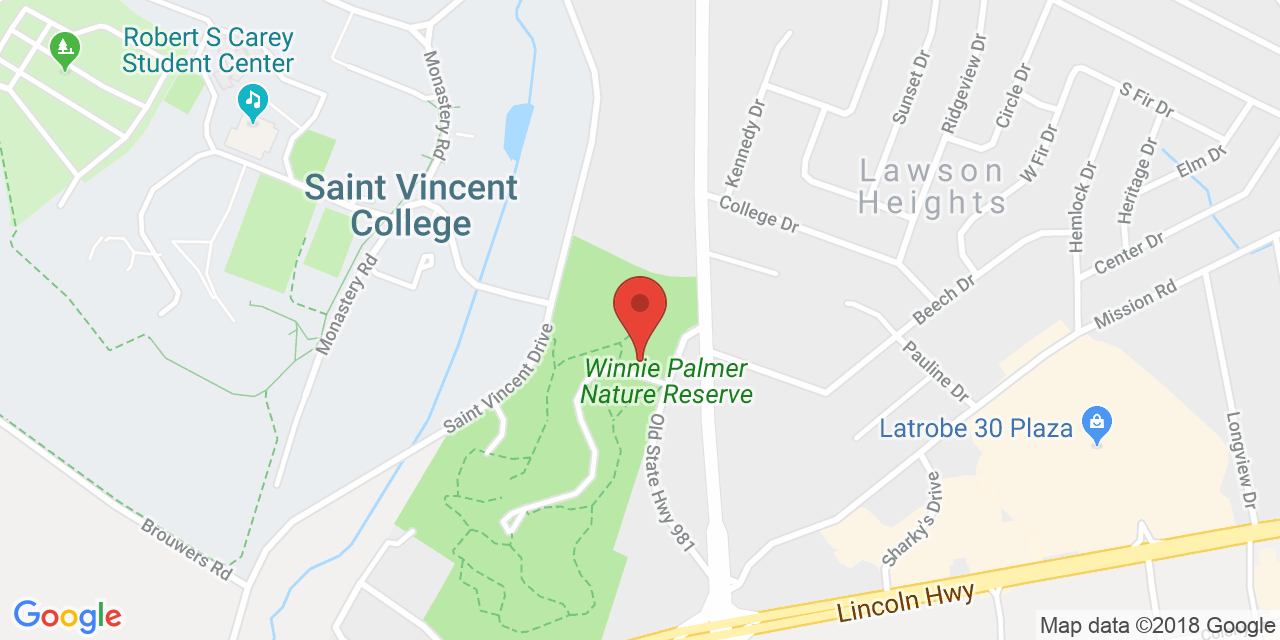 Robert S Carey
Student Center
Monastery Rd
Saint Vincent
College
Monastery Rd
Saint Vincent Drive
Brouwers Rd
Winnie Palmer
Nature Reserve
Old State Hwy 981
Kennedy Dr
College Dr
Sunset Dr
Ridgeview Dr
Circle Dr
Lawson
Heights
W Fir Dr
S Fir Dr
Hemlock Dr
Heritage Dr
Elm Dr
Center Dr
Mission Rd
Beech Dr
Pauline Dr
Latrobe 30 Plaza
Longview Dr
Sharky's Drive
Lincoln Hwy
Google
Map data ©2018 Google